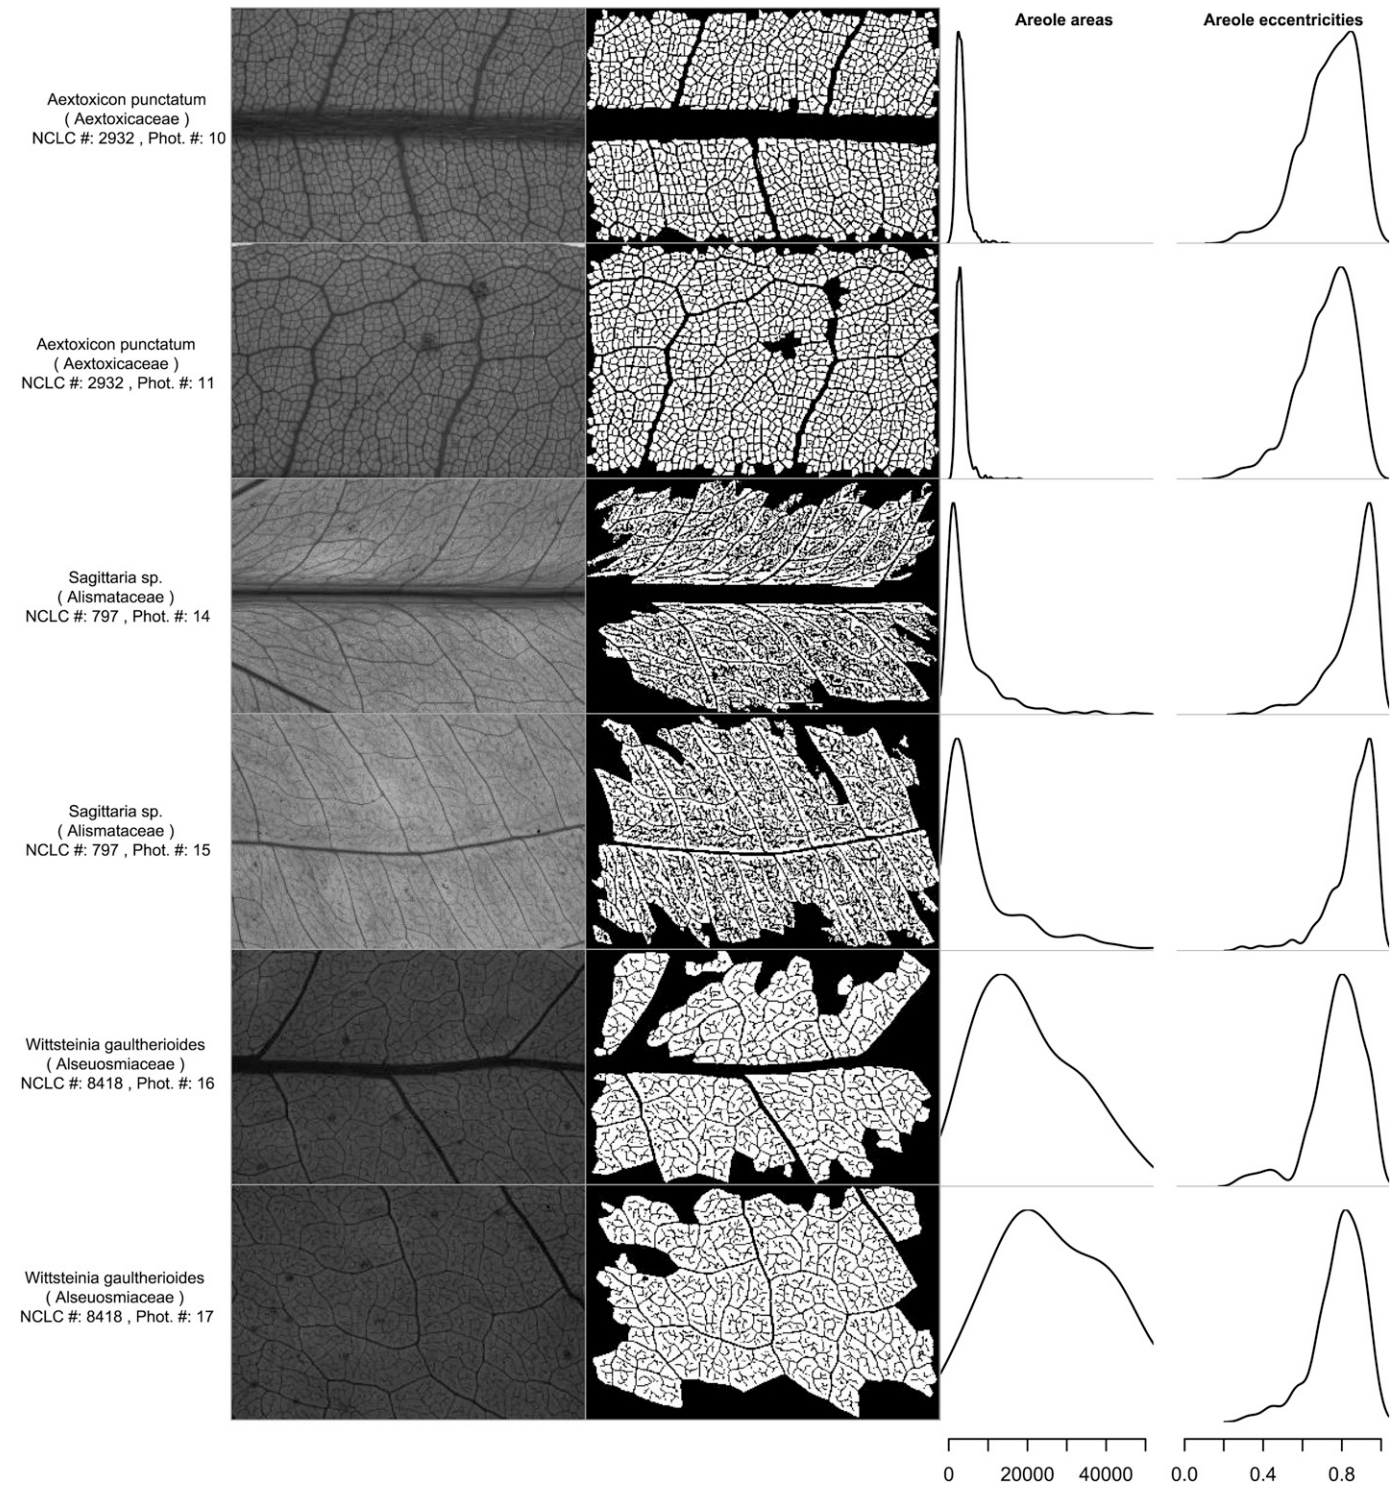 Areole areas
Areole eccentricities
Aextoxicon punctatum
( Aextoxicaceae )
NCLC #: 2932 , Phot. #: 10
Aextoxicon punctatum
( Aextoxicaceae )
NCLC #: 2932 , Phot. #: 11
Sagittaria sp.
( Alismataceae )
NCLC #: 797 , Phot. #: 14
Sagittaria sp.
( Alismataceae )
NCLC #: 797 , Phot. #: 15
Wittsteinia gaultherioides
( Alseuosmiaceae )
NCLC #: 8418 , Phot. #: 16
Wittsteinia gaultherioides
( Alseuosmiaceae )
NCLC #: 8418 , Phot. #: 17
0 20000 40000
0.0 0.4 0.8